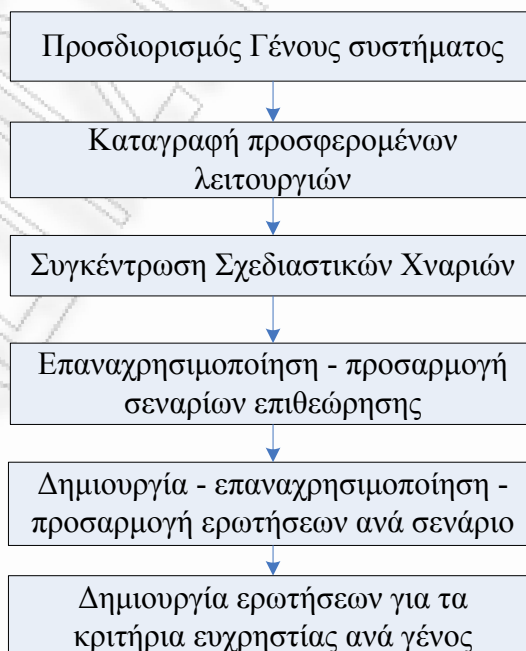 Προσδιορισμός Γένους συστήματος
Καταγραφή προσφερομένων
λειτουργιών
Συγκέντρωση Σχεδιαστικών Χναριών
Επαναχρησιμοποίηση - προσαρμογή
σεναρίων επιθεώρησης
Δημιουργία - επαναχρησιμοποίηση -
προσαρμογή ερωτήσεων ανά σενάριο
Δημιουργία ερωτήσεων για τα
κριτήρια ευχρηστίας ανά γένος